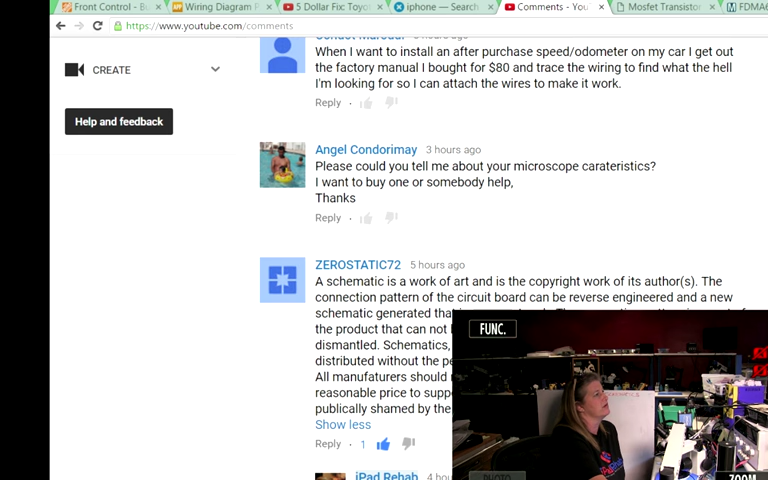 Front Control - Bu
Wiring Diagram F
5 Dollar Fix: Toyot
iphone — Search
Comments - You
Mosfet Transistor
FDMA6
https://www.youtube.com/comments
CREATE
Help and feedback
When I want to install an after purchase speed/odometer on my car I get out
the factory manual I bought for $80 and trace the wiring to find what the hell
I'm looking for so I can attach the wires to make it work.
Reply
Angel Condorimay 3 hours ago
Please could you tell me about your microscope carateristics?
I want to buy one or somebody help,
Thanks
Reply
ZEROSTATIC72 5 hours ago
A schematic is a work of art and is the copyright work of its author(s). The
connection pattern of the circuit board can be reverse engineered and a new
schematic generated
the product that can not
dismantled. Schematics,
distributed without the
All manufaturers should
reasonable price to
publically shamed by the
Show less
Reply 1
iPad Rehab
FUNC.
PHOTO
ZOOM